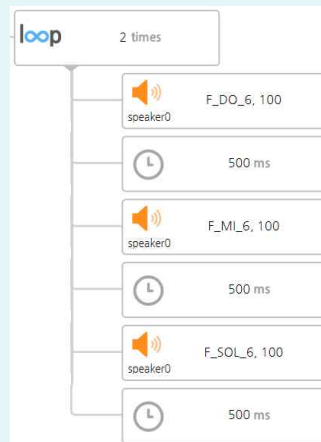 loop 2 times
F_DO_6, 100
speaker0
500 ms
F_MI_6, 100
speaker0
500 ms
F_SOL_6, 100
speaker0
500 ms